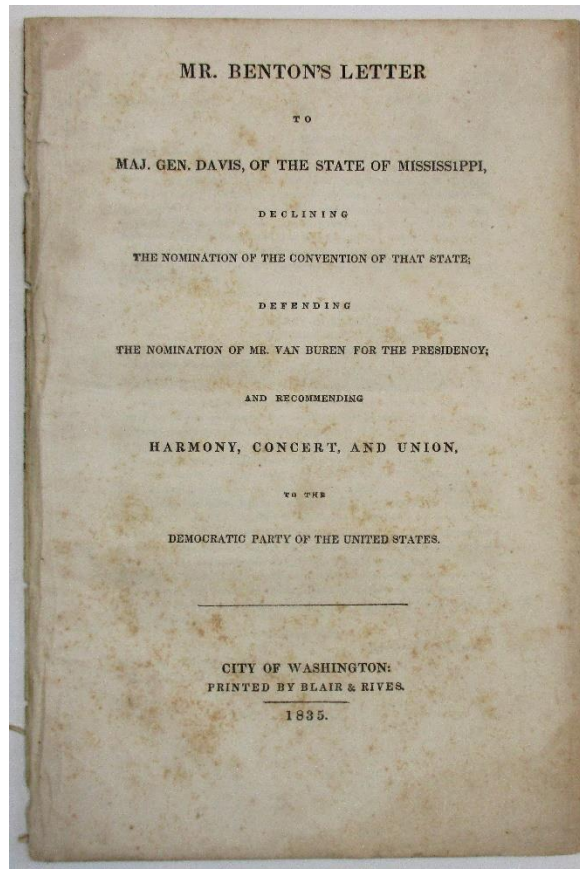 MR. BENTON'S LETTER
TO
MAJ. GEN. DAVIS, OF THE STATE OF MISSISSIPPI,
DECLINING
THE NOMINATION OF THE CONVENTION OF THAT STATE;
DEFENDING
THE NOMINATION OF MR. VAN BUREN FOR THE PRESIDENCY;
AND RECOMMENDING
HARMONY, CONCERT, AND UNION,
TO THE
DEMOCRATIC PARTY OF THE UNITED STATES.
CITY OF WASHINGTON:
PRINTED BY BLAIR & RIVES.
1835.